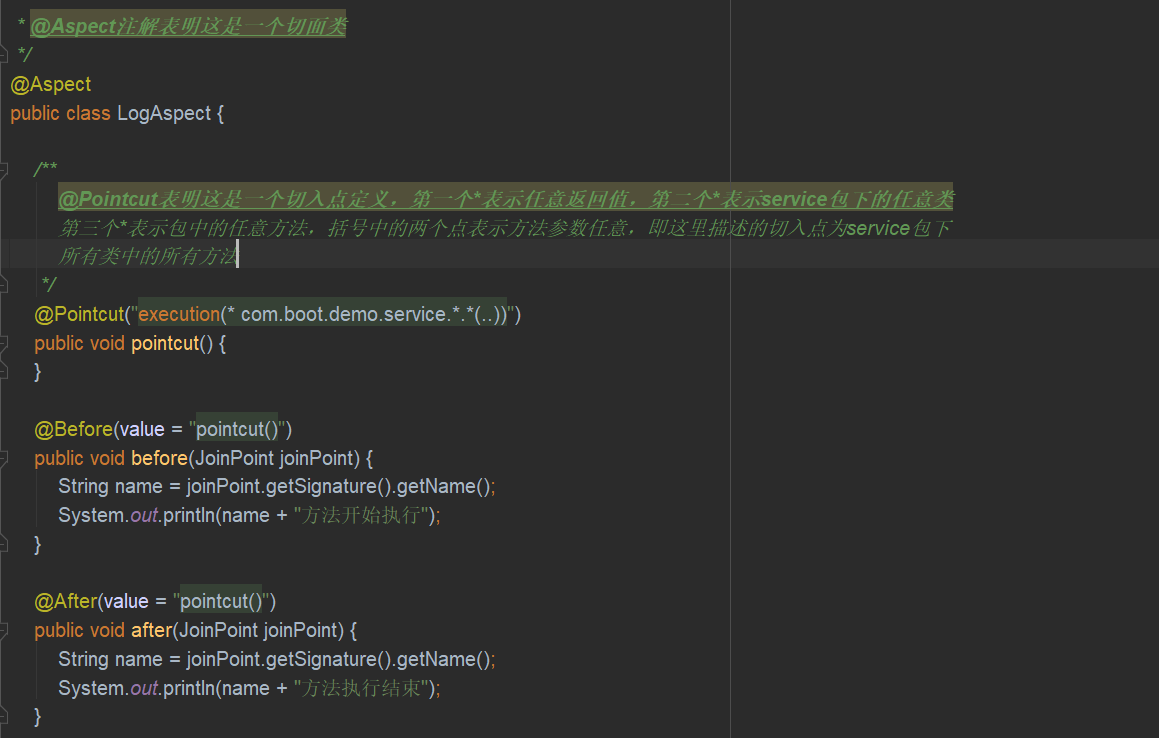 * @Aspect注解表明这是一个切面类
*/
@Aspect
public class LogAspect {
/**
@Pointcut表明这是一个切入点定义，第一个*表示任意返回值，第二个*表示service包下的任意类
第三个*表示包中的任意方法，括号中的两个点表示方法参数任意，即这里描述的切入点为service包下
所有类中的所有方法
*/
@Pointcut("execution(* com.boot.demo.service.*.*(..))")
public void pointcut() {
}
@Before(value = "pointcut()")
public void before(JoinPoint joinPoint) {
String name = joinPoint.getSignature().getName();
System.out.println(name + "方法开始执行");
}
@After(value = "pointcut()")
public void after(JoinPoint joinPoint) {
String name = joinPoint.getSignature().getName();
System.out.println(name + "方法执行结束");
}